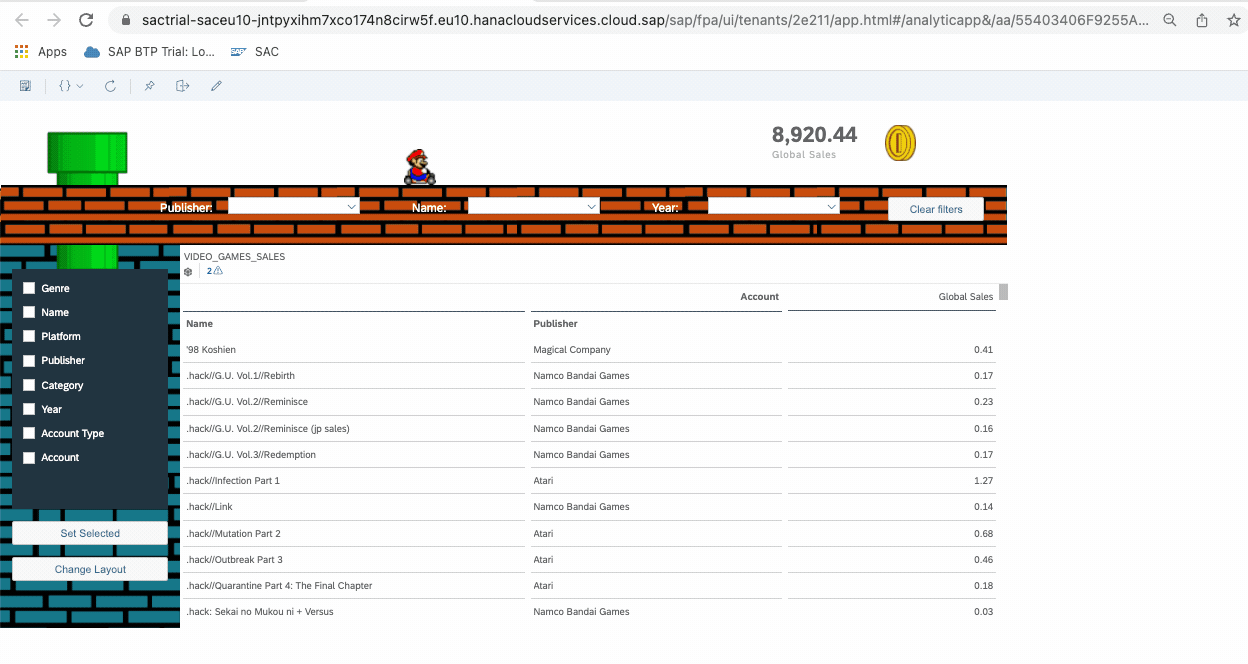 sactrial-saceu10-jntpyxihm7xco174n8cirw5f.eu10.hanacloudservices.cloud.sap/sap/fpa/ui/tenants/2e211/app.html#/analyticapp&/aa/55403406F9255A...
Apps SAP BTP Trial: Lo... SAP SAC
{}
8,920.44
Global Sales
Publisher: Name: Year: Clear filters
VIDEO_GAMES_SALES
2
Account Global Sales
Name Publisher
'98 Koshien Magical Company 0.41
.hack//G.U. Vol.1//Rebirth Namco Bandai Games 0.17
.hack//G.U. Vol.2//Reminisce Namco Bandai Games 0.23
.hack//G.U. Vol.2//Reminisce (jp sales) Namco Bandai Games 0.16
.hack//G.U. Vol.3//Redemption Namco Bandai Games 0.17
.hack//Infection Part 1 Atari 1.27
.hack//Link Namco Bandai Games 0.14
.hack//Mutation Part 2 Atari 0.68
.hack//Outbreak Part 3 Atari 0.46
.hack//Quarantine Part 4: The Final Chapter Atari 0.18
.hack: Sekai no Mukou ni + Versus Namco Bandai Games 0.03
Genre
Name
Platform
Publisher
Category
Year
Account Type
Account
Set Selected
Change Layout